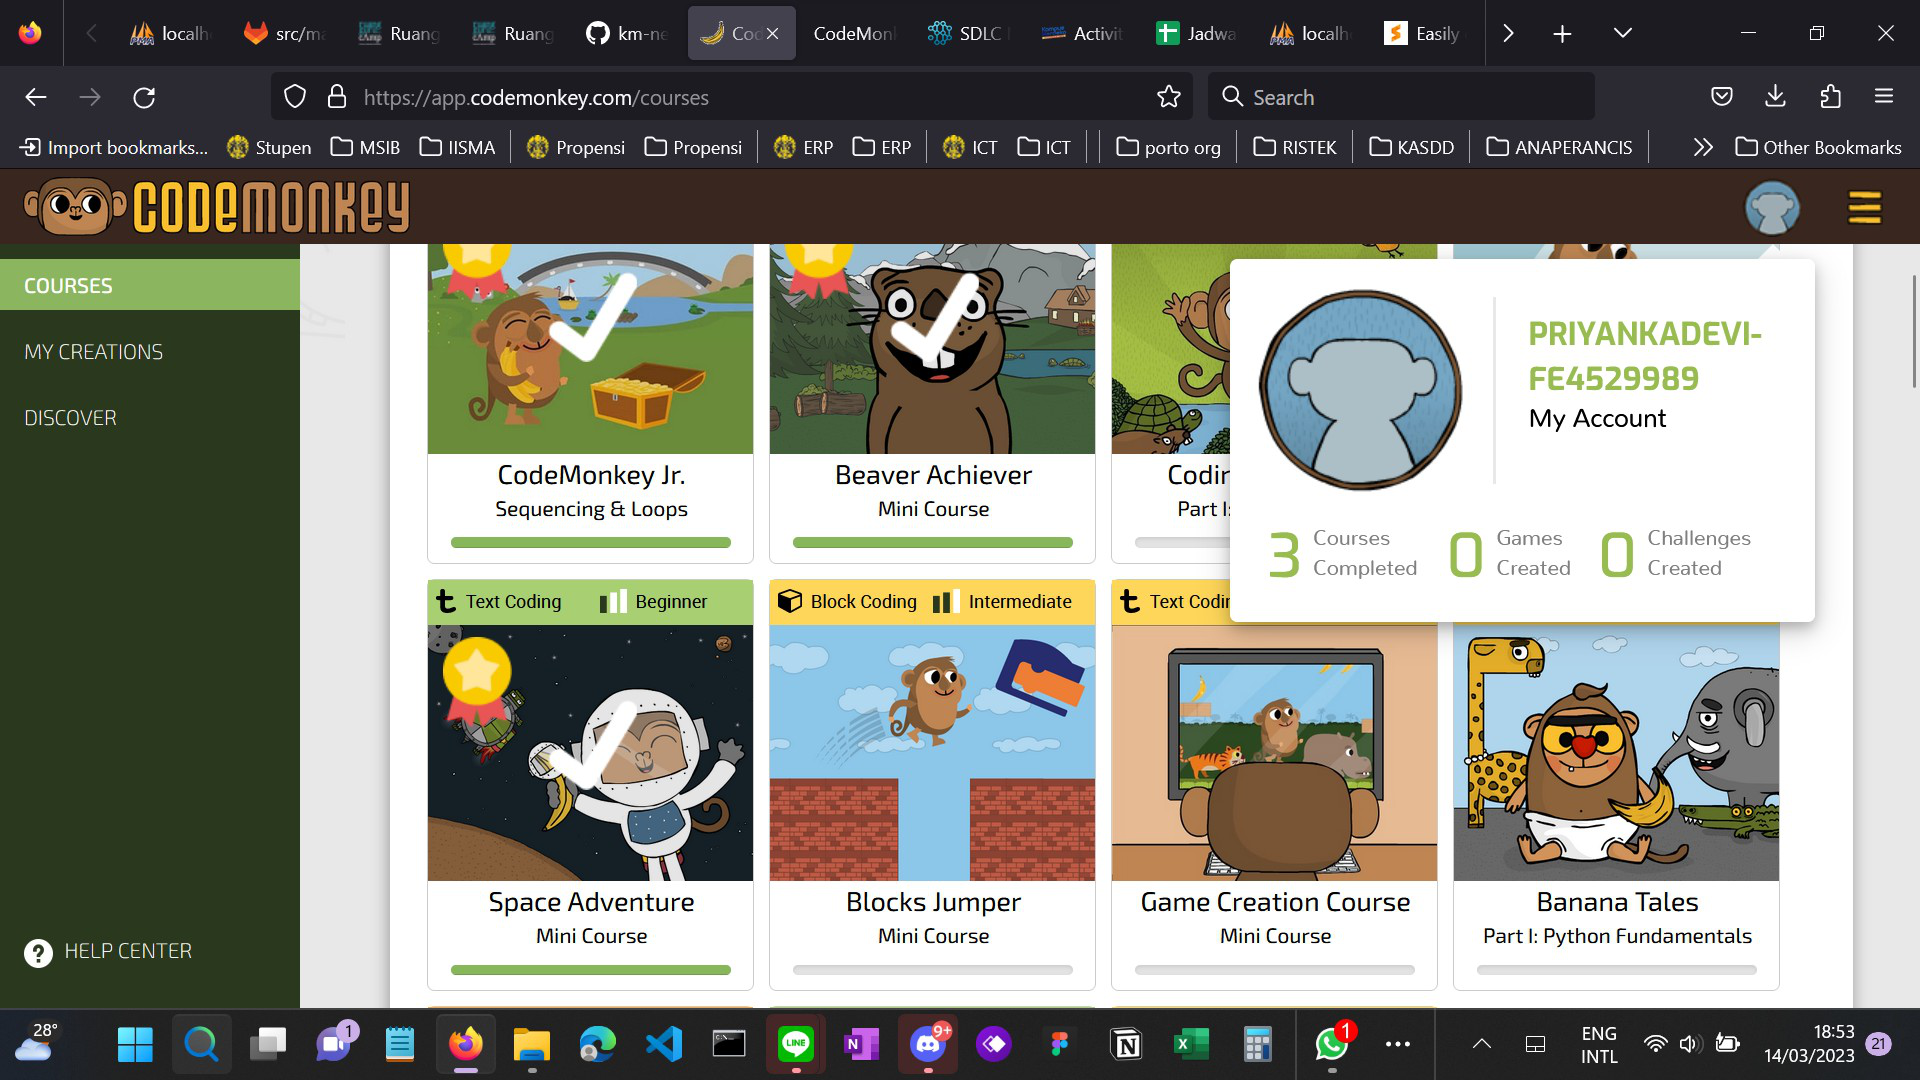 localh
src/ma
Ruang
Ruang
km-ne
Co
CodeMonk
SDLC
Activit
Jadwa
localh
Easily
https://app.codemonkey.com/courses
Search
Import bookmarks...
Stupen
MSIB
IISMA
Propensi
Propensi
ERP
ERP
ICT
ICT
porto org
RISTEK
KASDD
ANAPERANCIS
Other Bookmarks
CODEMONKEY
COURSES
MY CREATIONS
DISCOVER
HELP CENTER
CodeMonkey Jr.
Sequencing & Loops
Beaver Achiever
Mini Course
Part I:
PRIYANKADEVI-
FE4529989
My Account
3 Courses
Completed
0 Games
Created
0 Challenges
Created
Text Coding
Beginner
Block Coding
Intermediate
Text Codin
Space Adventure
Mini Course
Blocks Jumper
Mini Course
Game Creation Course
Mini Course
Banana Tales
Part I: Python Fundamentals
28°
1
LINE
9+
1
ENG
INTL
18:53
14/03/2023
21